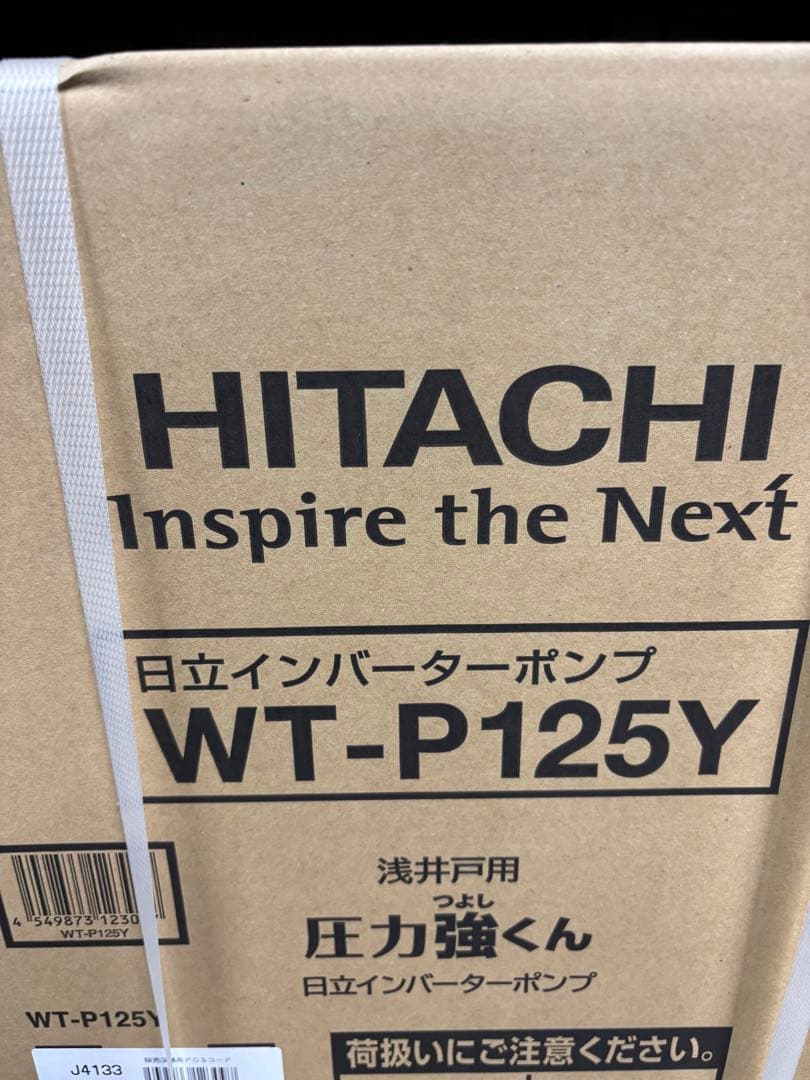 HITACHI
Inspire the Next
日立インバーターポンプ
WT-P125Y
浅井戸用
つよし
圧力強くん
日立インバーターポンプ
4 549873 1230
WT-P125Y
WT-P125Y
荷扱いにご注意ください。
J4133